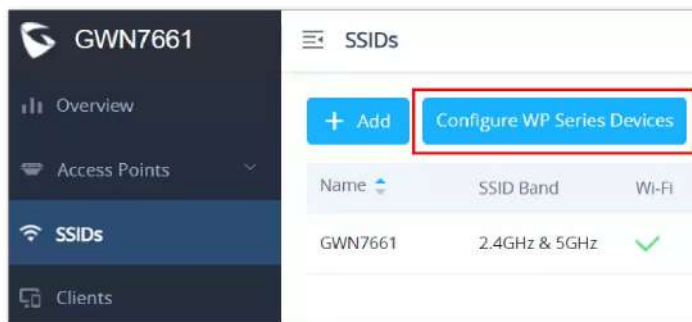 GWN7661
SSIDs
Overview
+ Add
Configure WP Series Devices
Access Points
Name
SSID Band
Wi-Fi
SSIDs
GWN7661
2.4GHz & 5GHz
Clients